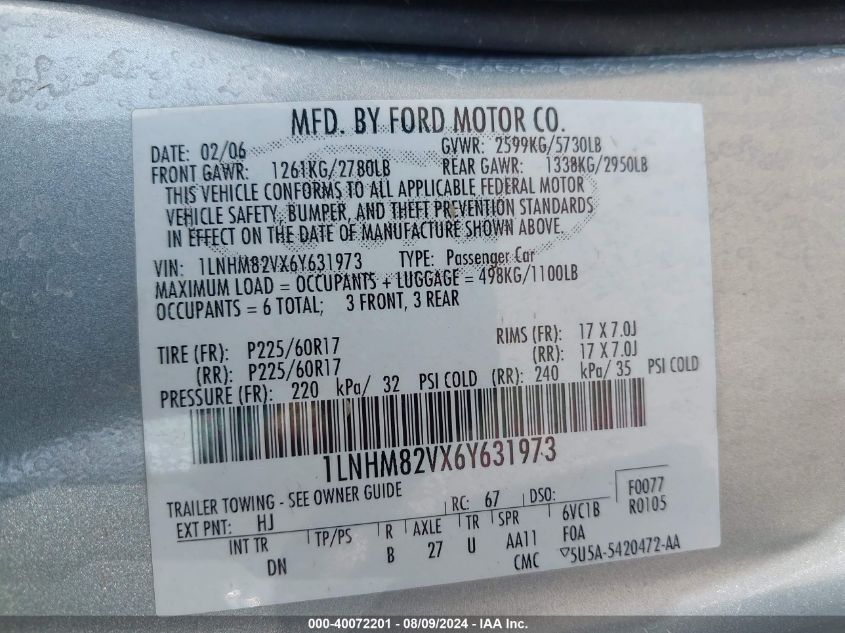 MFD. BY FORD MOTOR CO.
DATE: 02/06 GVWR: 2599KG/5730LB
FRONT GAWR: 1261KG/2780LB REAR GAWR: 1338KG/2950LB
THIS VEHICLE CONFORMS TO ALL APPLICABLE FEDERAL MOTOR
VEHICLE SAFETY, BUMPER, AND THEFT PREVENTION STANDARDS
IN EFFECT ON THE DATE OF MANUFACTURE SHOWN ABOVE.
VIN: 1LNHM82VX6Y631973 TYPE: Passenger Car
MAXIMUM LOAD = OCCUPANTS + LUGGAGE = 498KG/1100LB
OCCUPANTS = 6 TOTAL; 3 FRONT, 3 REAR
TIRE (FR): P225/60R17 RIMS (FR): 17 X 7.0J
(RR): P225/60R17 (RR): 17 X 7.0J
PRESSURE (FR): 220 kPa/ 32 PSI COLD (RR): 240 kPa/ 35 PSI COLD
1LNHM82VX6Y631973
TRAILER TOWING - SEE OWNER GUIDE
RC: 67 DSO: F0077
EXT PNT: HJ R0105
INT TR TP/PS R AXLE TR SPR 6VC1B
DN B 27 U AA11 F0A
CMC 5U5A-5420472-AA
000-40072201 - 08/09/2024 - IAA Inc.